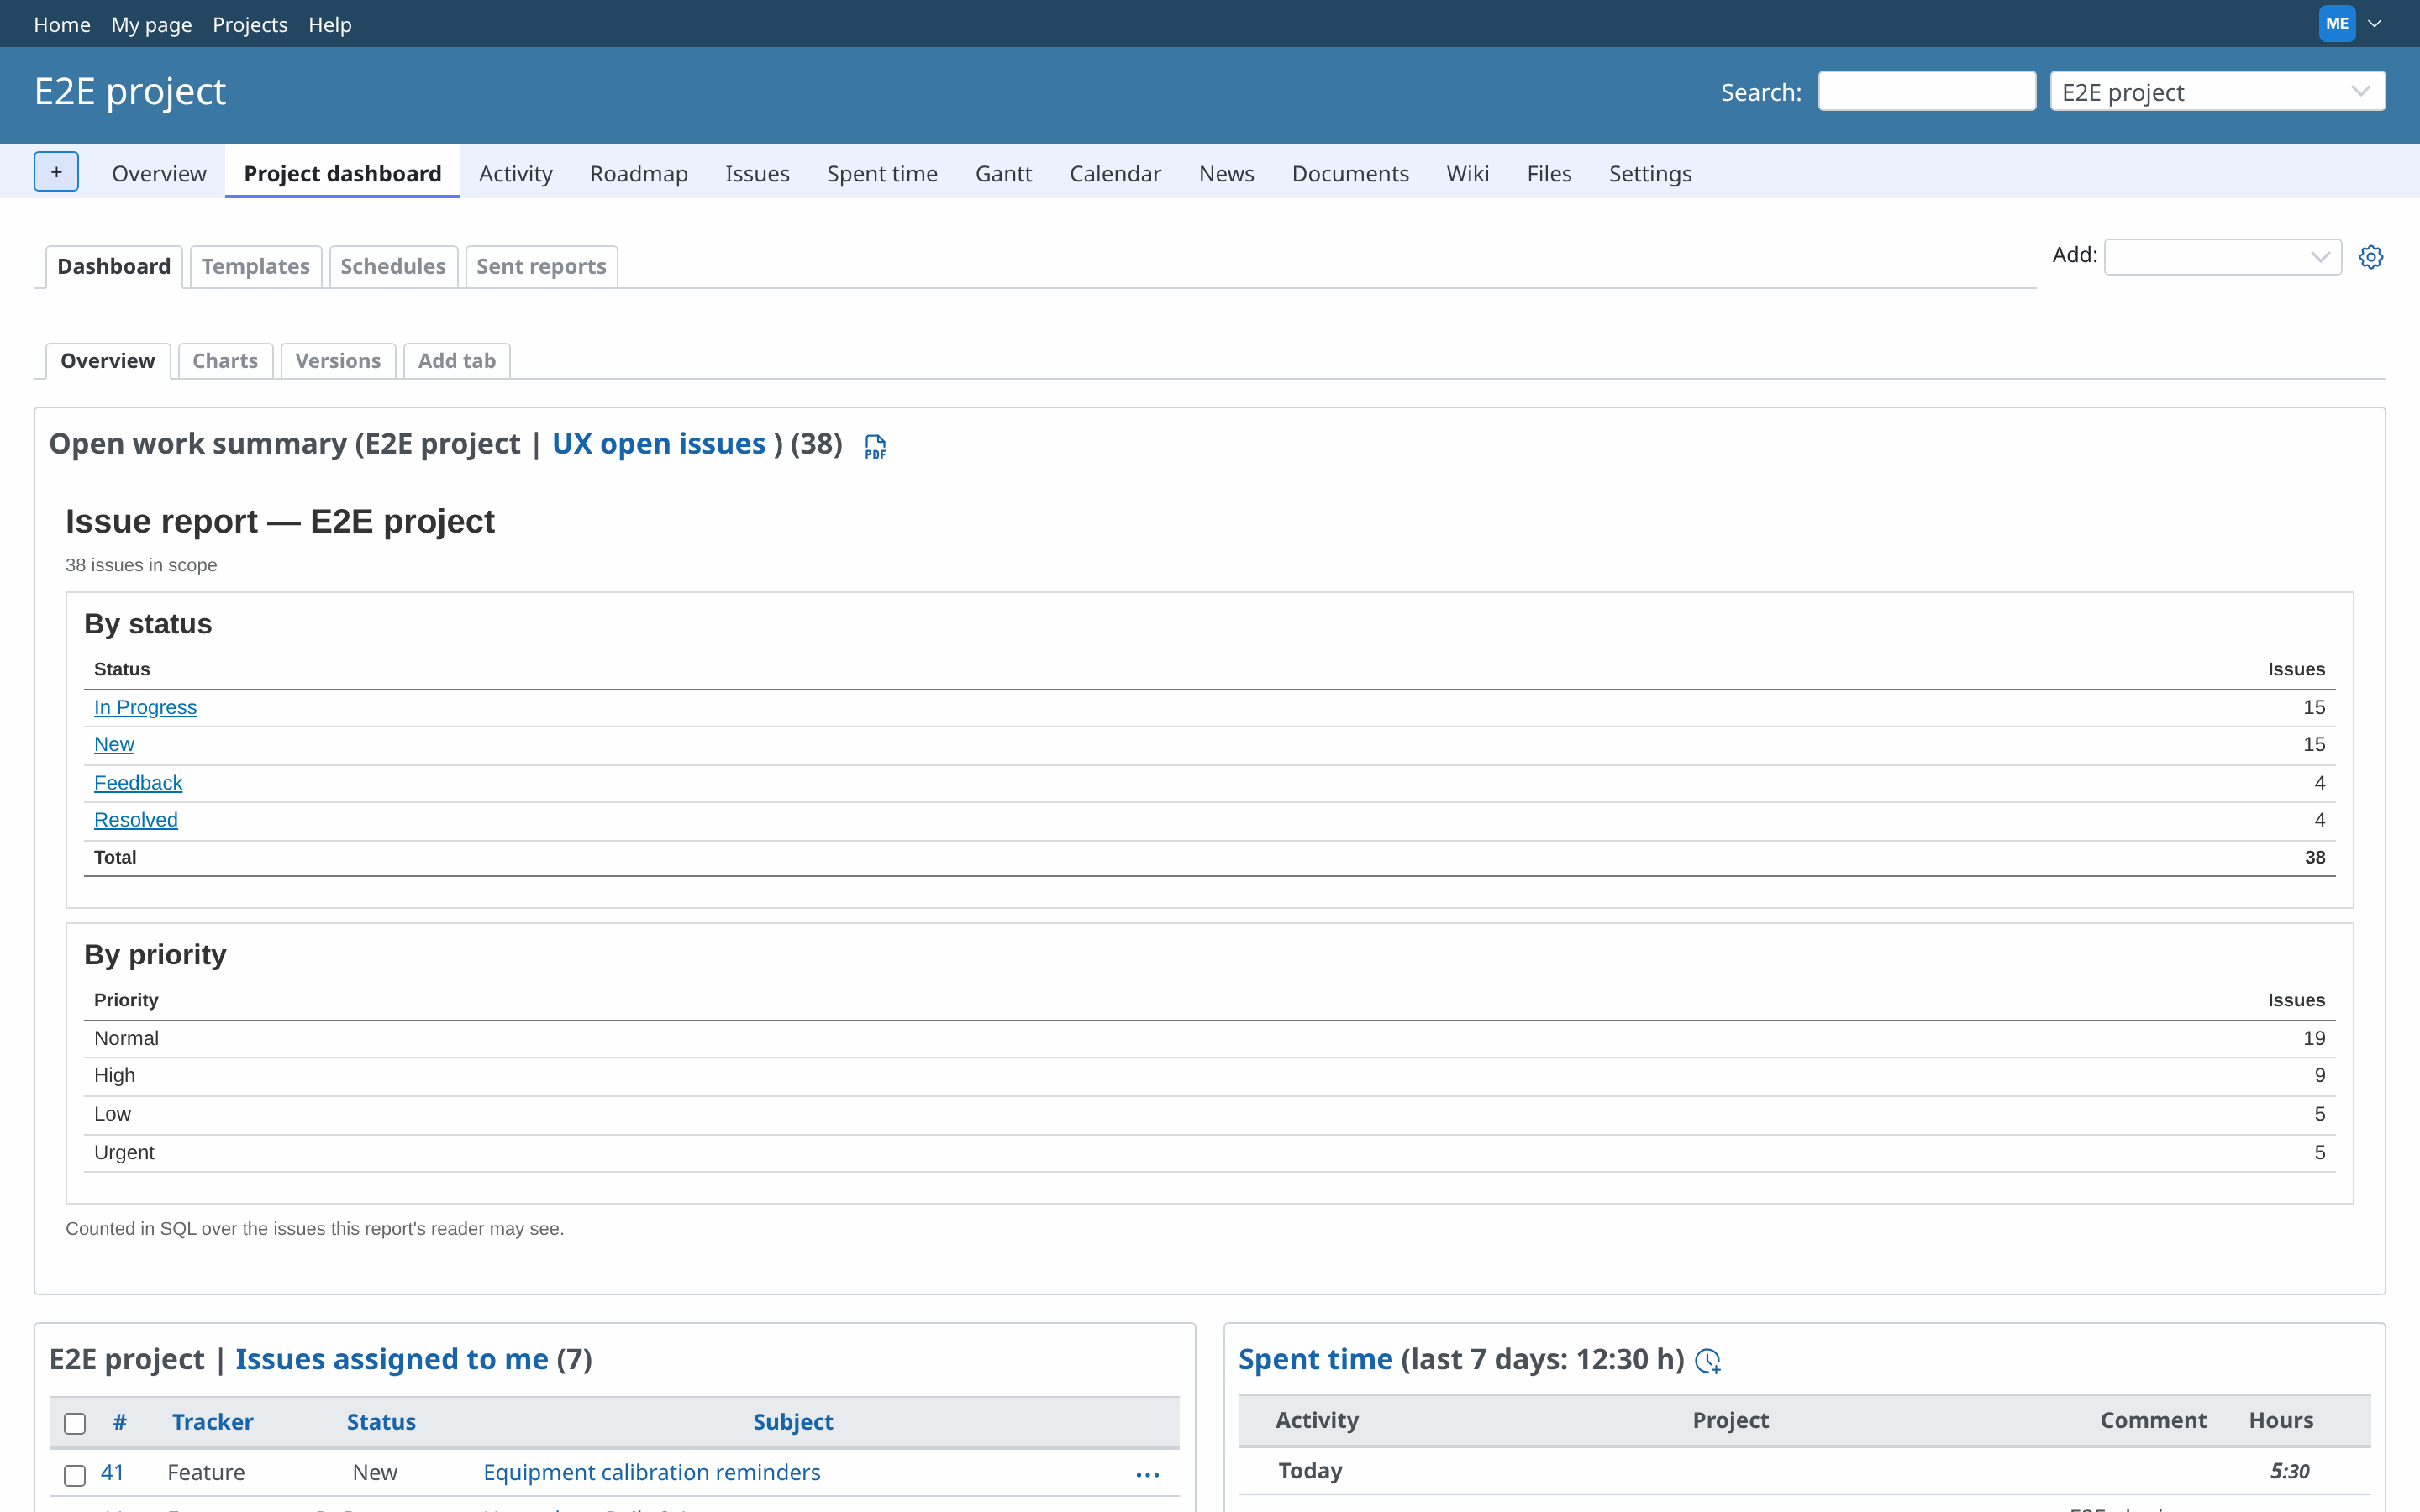 Home My page Projects Help ME
E2E project Search: E2E project
+ Overview Project dashboard Activity Roadmap Issues Spent time Gantt Calendar News Documents Wiki Files Settings
Dashboard Templates Schedules Sent reports Add:
Overview Charts Versions Add tab
Open work summary (E2E project | UX open issues ) (38) PDF
Issue report — E2E project
38 issues in scope
By status
Status Issues
In Progress 15
New 15
Feedback 4
Resolved 4
Total 38
By priority
Priority Issues
Normal 19
High 9
Low 5
Urgent 5
Counted in SQL over the issues this report's reader may see.
E2E project | Issues assigned to me (7)
# Tracker Status Subject
41 Feature New Equipment calibration reminders ...
Spent time (last 7 days: 12:30 h)
Activity Project Comment Hours
Today 5:30